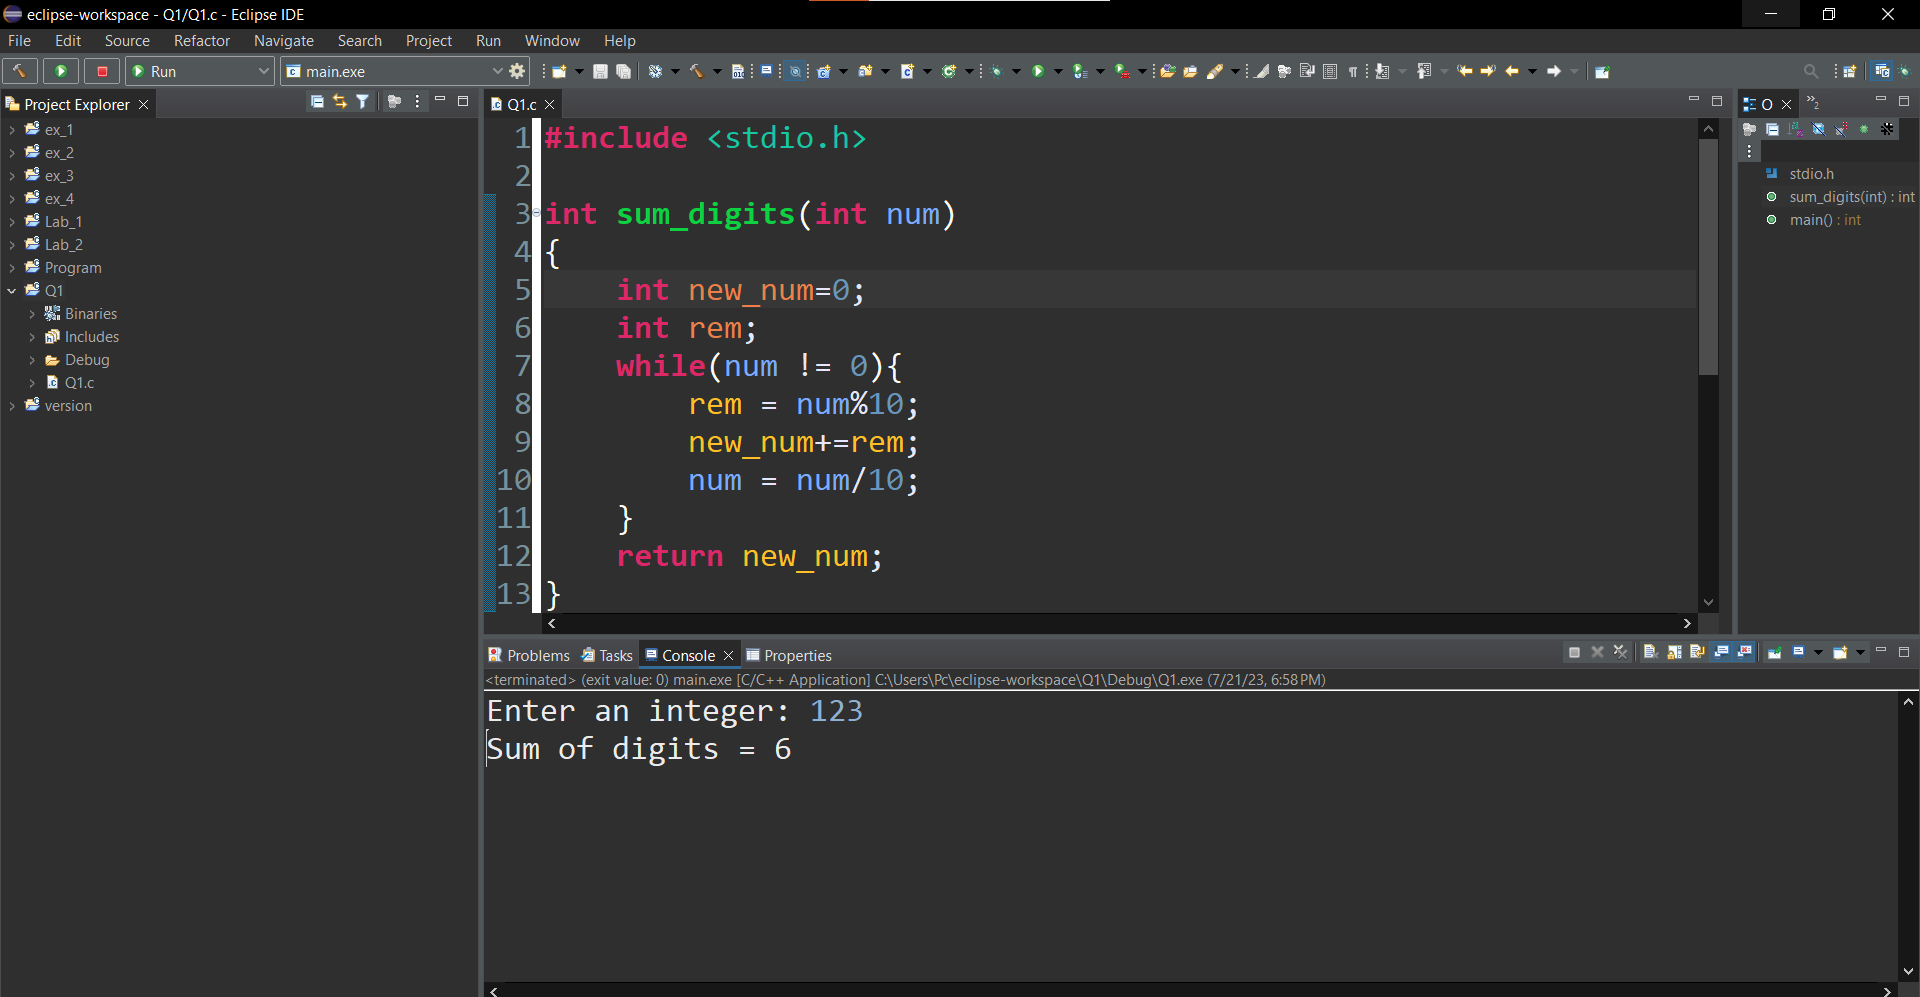 eclipse-workspace - Q1/Q1.c - Eclipse IDE
File Edit Source Refactor Navigate Search Project Run Window Help
Run
main.exe
Project Explorer
ex_1
ex_2
ex_3
ex_4
Lab_1
Lab_2
Program
Q1
Binaries
Includes
Debug
Q1.c
version
Q1.c
1 #include <stdio.h>
2
3 int sum_digits(int num)
4 {
5     int new_num=0;
6     int rem;
7     while(num != 0){
8         rem = num%10;
9         new_num+=rem;
10         num = num/10;
11     }
12     return new_num;
13 }
O
»2
stdio.h
sum_digits(int) : int
main() : int
Problems Tasks Console Properties
<terminated> (exit value: 0) main.exe [C/C++ Application] C:\Users\Pc\eclipse-workspace\Q1\Debug\Q1.exe (7/21/23, 6:58 PM)
Enter an integer: 123
Sum of digits = 6